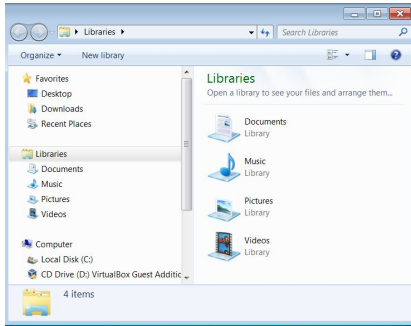 Libraries
Search Libraries
Organize
New library
Favorites
Desktop
Downloads
Recent Places
Libraries
Documents
Music
Pictures
Videos
Computer
Local Disk (C:)
CD Drive (D:) VirtualBox Guest Additic
Libraries
Open a library to see your files and arrange them...
Documents
Library
Music
Library
Pictures
Library
Videos
Library
4 items